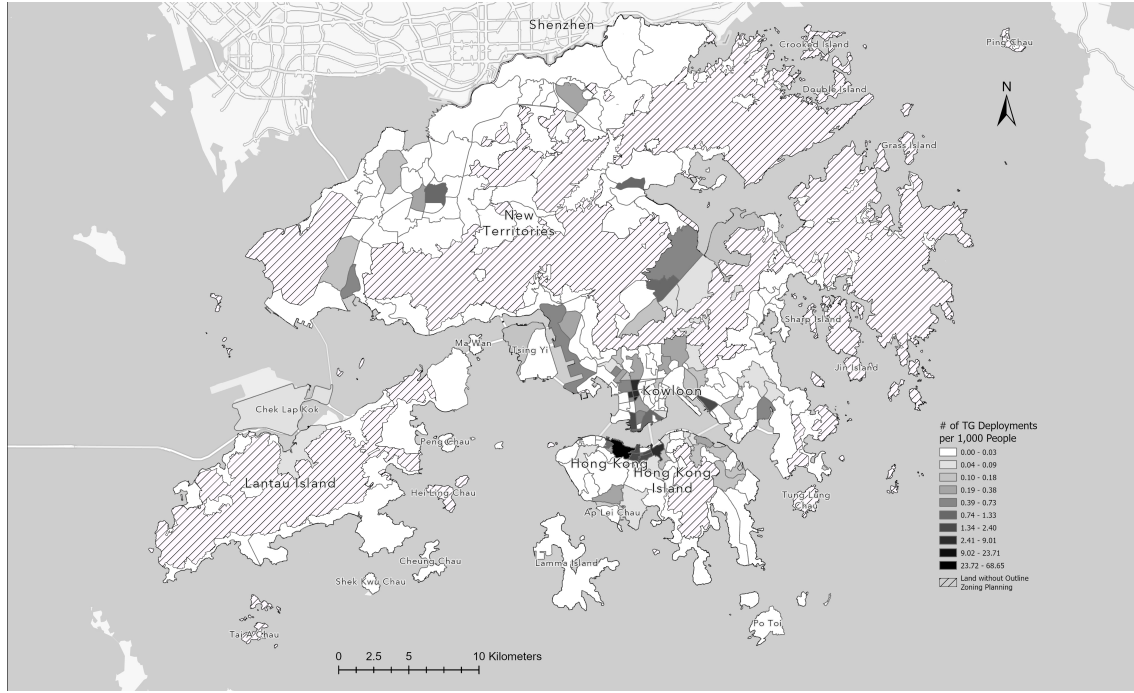 Shenzhen
Crooked Island
Ping Chau
Double Island
N
Grass Island
New
Territories
Sharp Island
Ma Wan
Tsing Yi
Jin Island
Kowloon
Chek Lap Kok
# of TG Deployments
per 1,000 People
0.00 - 0.03
0.04 - 0.09
0.10 - 0.18
0.19 - 0.38
0.39 - 0.73
0.74 - 1.33
1.34 - 2.40
2.41 - 9.01
9.02 - 23.71
23.72 - 68.65
Land without Outline
Zoning Planning
Peng Chau
Hong Kong
Hong Kong
Island
Lantau Island
Hei Ling Chau
Tung Lung
Chau
Ap Lei Chau
Cheung Chau
Lamma Island
Shek Kwu Chau
Po Toi
Tai A Chau
0 2.5 5 10 Kilometers